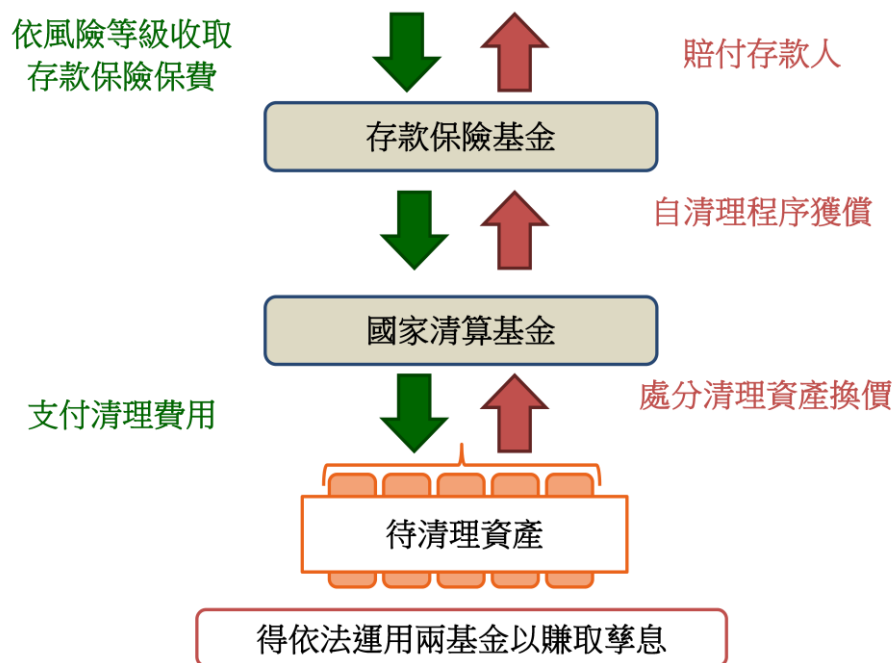 依風險等級收取
存款保險保費
賠付存款人
存款保險基金
自清理程序獲償
國家清算基金
支付清理費用
處分清理資產換價
待清理資產
得依法運用兩基金以賺取孳息